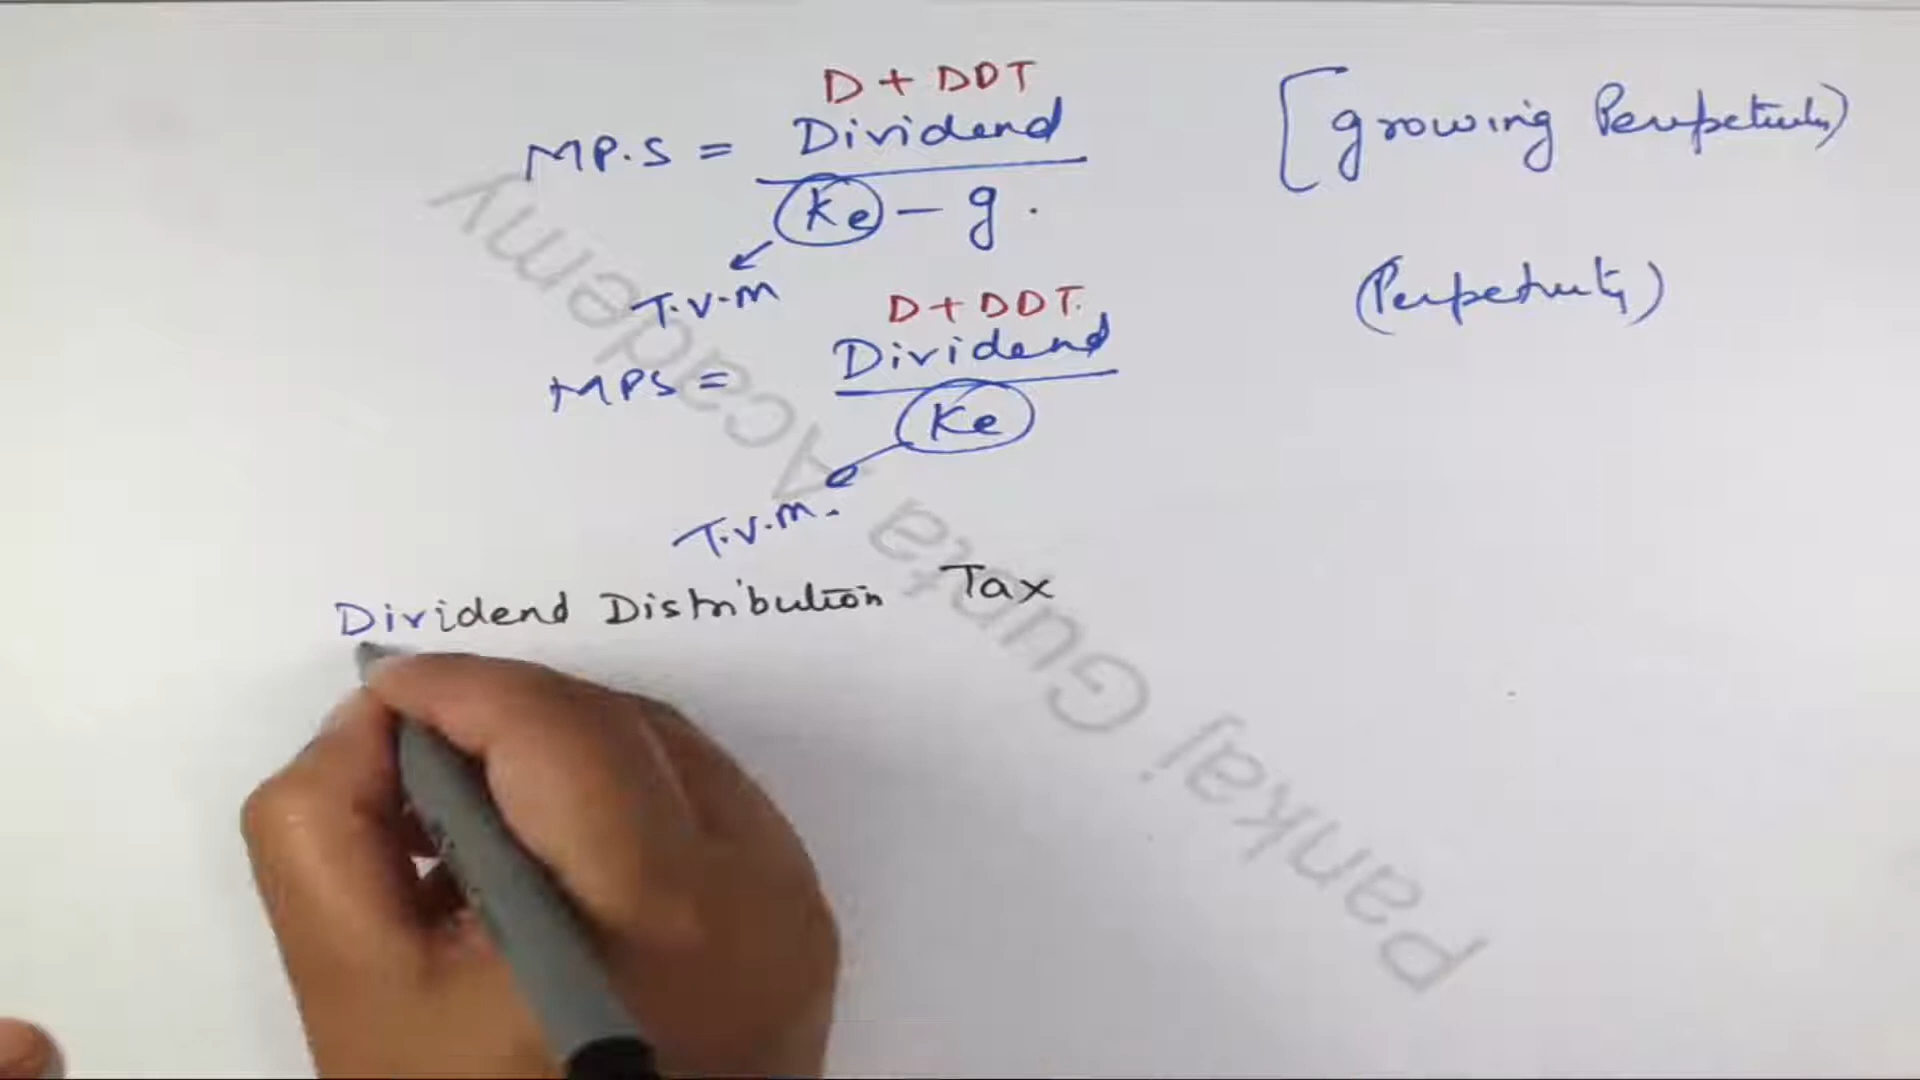 D + DDT
MP.S = Dividend [growing Perpetuity)
Ke - g .
T.V.M
(Perpetuity)
D + DDT.
MPS = Dividend
Ke
T.V.M.
Dividend Distribution Tax
Pankaj Gupta Academy